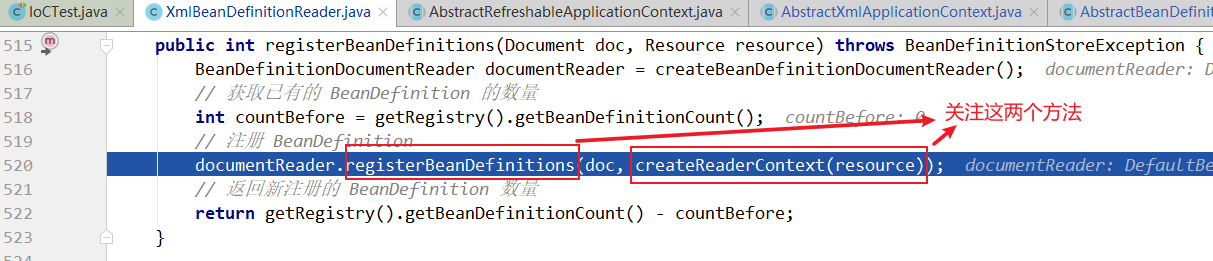 IoCTest.java × XmlBeanDefinitionReader.java × AbstractRefreshableApplicationContext.java × AbstractXmlApplicationContext.java × AbstractBeanDefiniti
515 public int registerBeanDefinitions(Document doc, Resource resource) throws BeanDefinitionStoreException {
516 BeanDefinitionDocumentReader documentReader = createBeanDefinitionDocumentReader(); documentReader: D
517 // 获取已有的 BeanDefinition 的数量
518 int countBefore = getRegistry().getBeanDefinitionCount(); countBefore: 0
关注这两个方法
519 // 注册 BeanDefinition
520 documentReader.registerBeanDefinitions(doc, createReaderContext(resource)); documentReader: DefaultBe
521 // 返回新注册的 BeanDefinition 数量
522 return getRegistry().getBeanDefinitionCount() - countBefore;
523 }